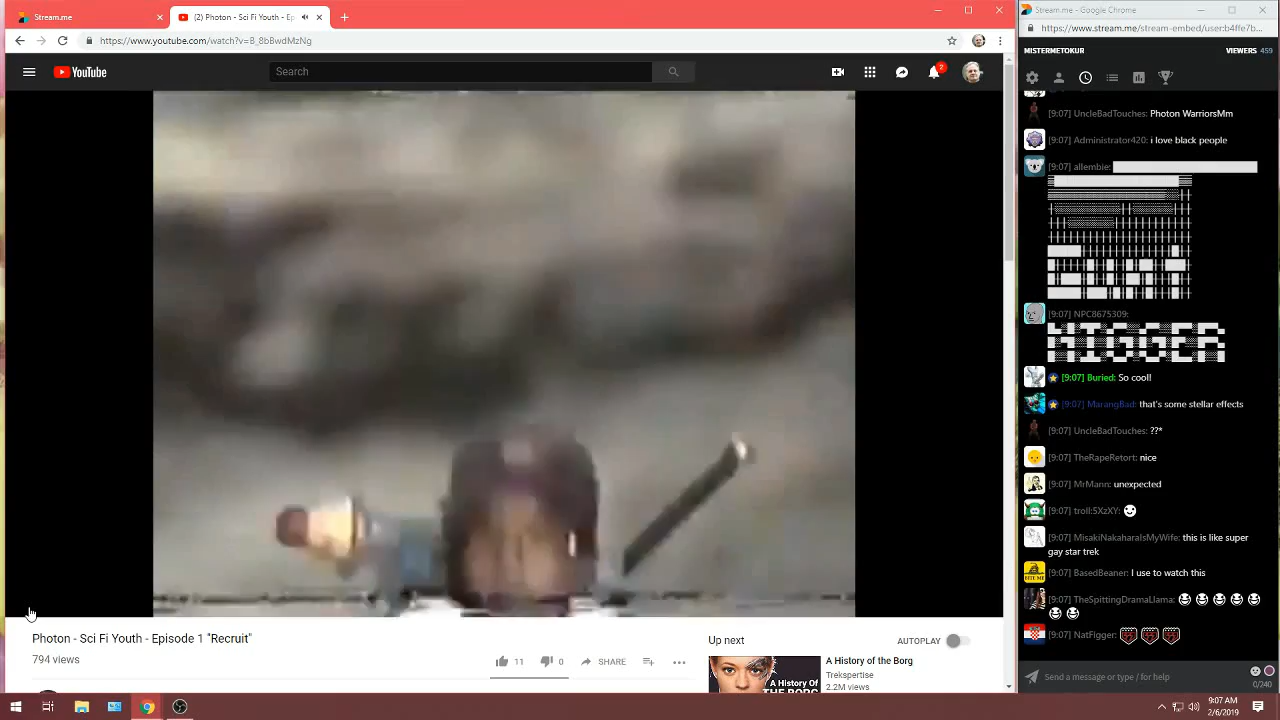 Stream.me
(2) Photon - Sci Fi Youth - Ep
Stream.me - Google Chrome
https://www.youtube.com/watch?v=B_8bBwdMzNg
https://www.stream.me/stream-embed/user:b4ffe7b...
MISTERMETOKUR
VIEWERS 459
YouTube
Search
2
UncleBadTouches: Photon WarriorsMm
[9:07] Administrator420: i love black people
[9:07] allembie:
[9:07] NPC8675309:
[9:07] Buried: So cool!
[9:07] MarangBad: that's some stellar effects
[9:07] UncleBadTouches: ??*
[9:07] TheRapeRetort: nice
[9:07] MrMann: unexpected
[9:07] troll:5XzXY:
[9:07] MisakiNakaharaIsMyWife: this is like super
gay star trek
[9:07] BasedBeaner: I use to watch this
[9:07] TheSpittingDramaLlama:
[9:07] NatFigger:
Send a message or type / for help
0/240
Photon - Sci Fi Youth - Episode 1 "Recruit"
794 views
11
0
SHARE
Up next
AUTOPLAY
A History of the Borg
Trekspertise
2.2M views
A History Of
THE BORG
9:07 AM
2/6/2019